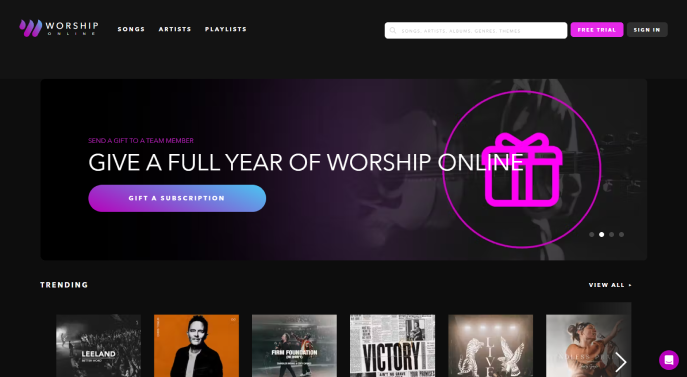 WORSHIP
ONLINE
SONGS
ARTISTS
PLAYLISTS
SONGS, ARTISTS, ALBUMS, GENRES, THEMES
FREE TRIAL
SIGN IN
SEND A GIFT TO A TEAM MEMBER
GIVE A FULL YEAR OF WORSHIP ONLINE
GIFT A SUBSCRIPTION
TRENDING
VIEW ALL
LEELAND
FIRM FOUNDATION
VICTORY!